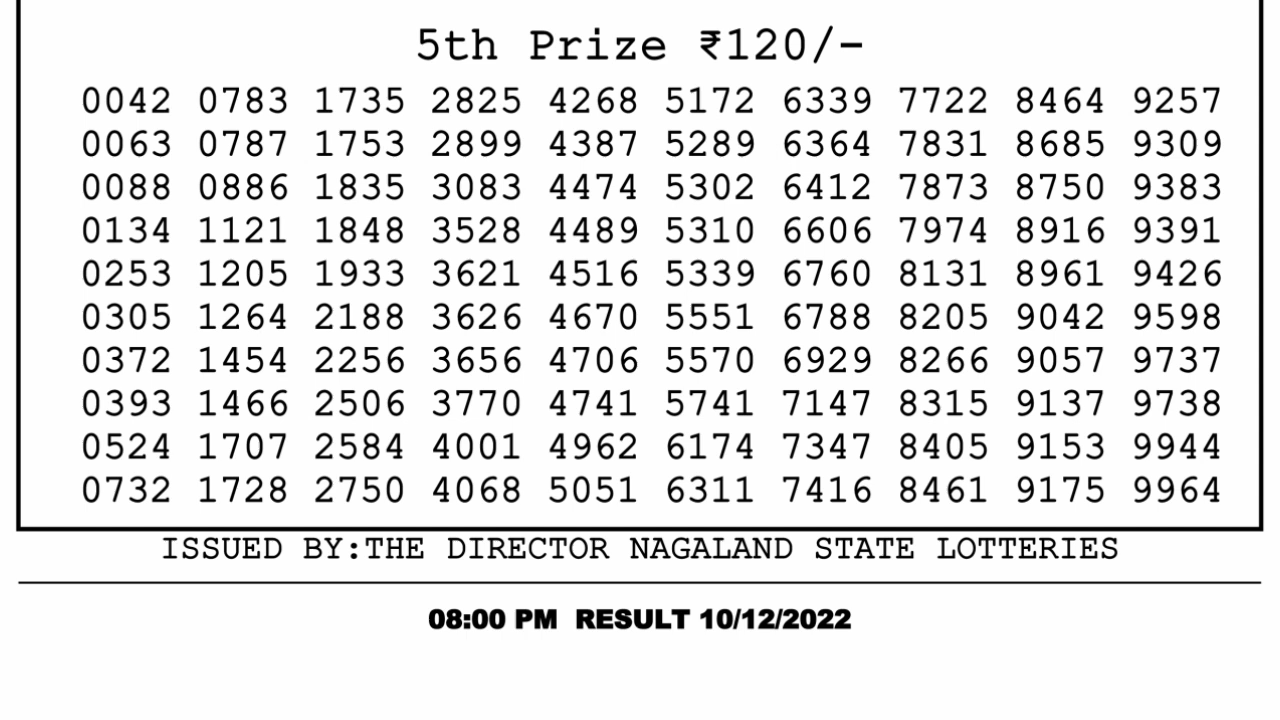 5th Prize ₹120/-
0042 0783 1735 2825 4268 5172 6339 7722 8464 9257
0063 0787 1753 2899 4387 5289 6364 7831 8685 9309
0088 0886 1835 3083 4474 5302 6412 7873 8750 9383
0134 1121 1848 3528 4489 5310 6606 7974 8916 9391
0253 1205 1933 3621 4516 5339 6760 8131 8961 9426
0305 1264 2188 3626 4670 5551 6788 8205 9042 9598
0372 1454 2256 3656 4706 5570 6929 8266 9057 9737
0393 1466 2506 3770 4741 5741 7147 8315 9137 9738
0524 1707 2584 4001 4962 6174 7347 8405 9153 9944
0732 1728 2750 4068 5051 6311 7416 8461 9175 9964
ISSUED BY:THE DIRECTOR NAGALAND STATE LOTTERIES
08:00 PM RESULT 10/12/2022